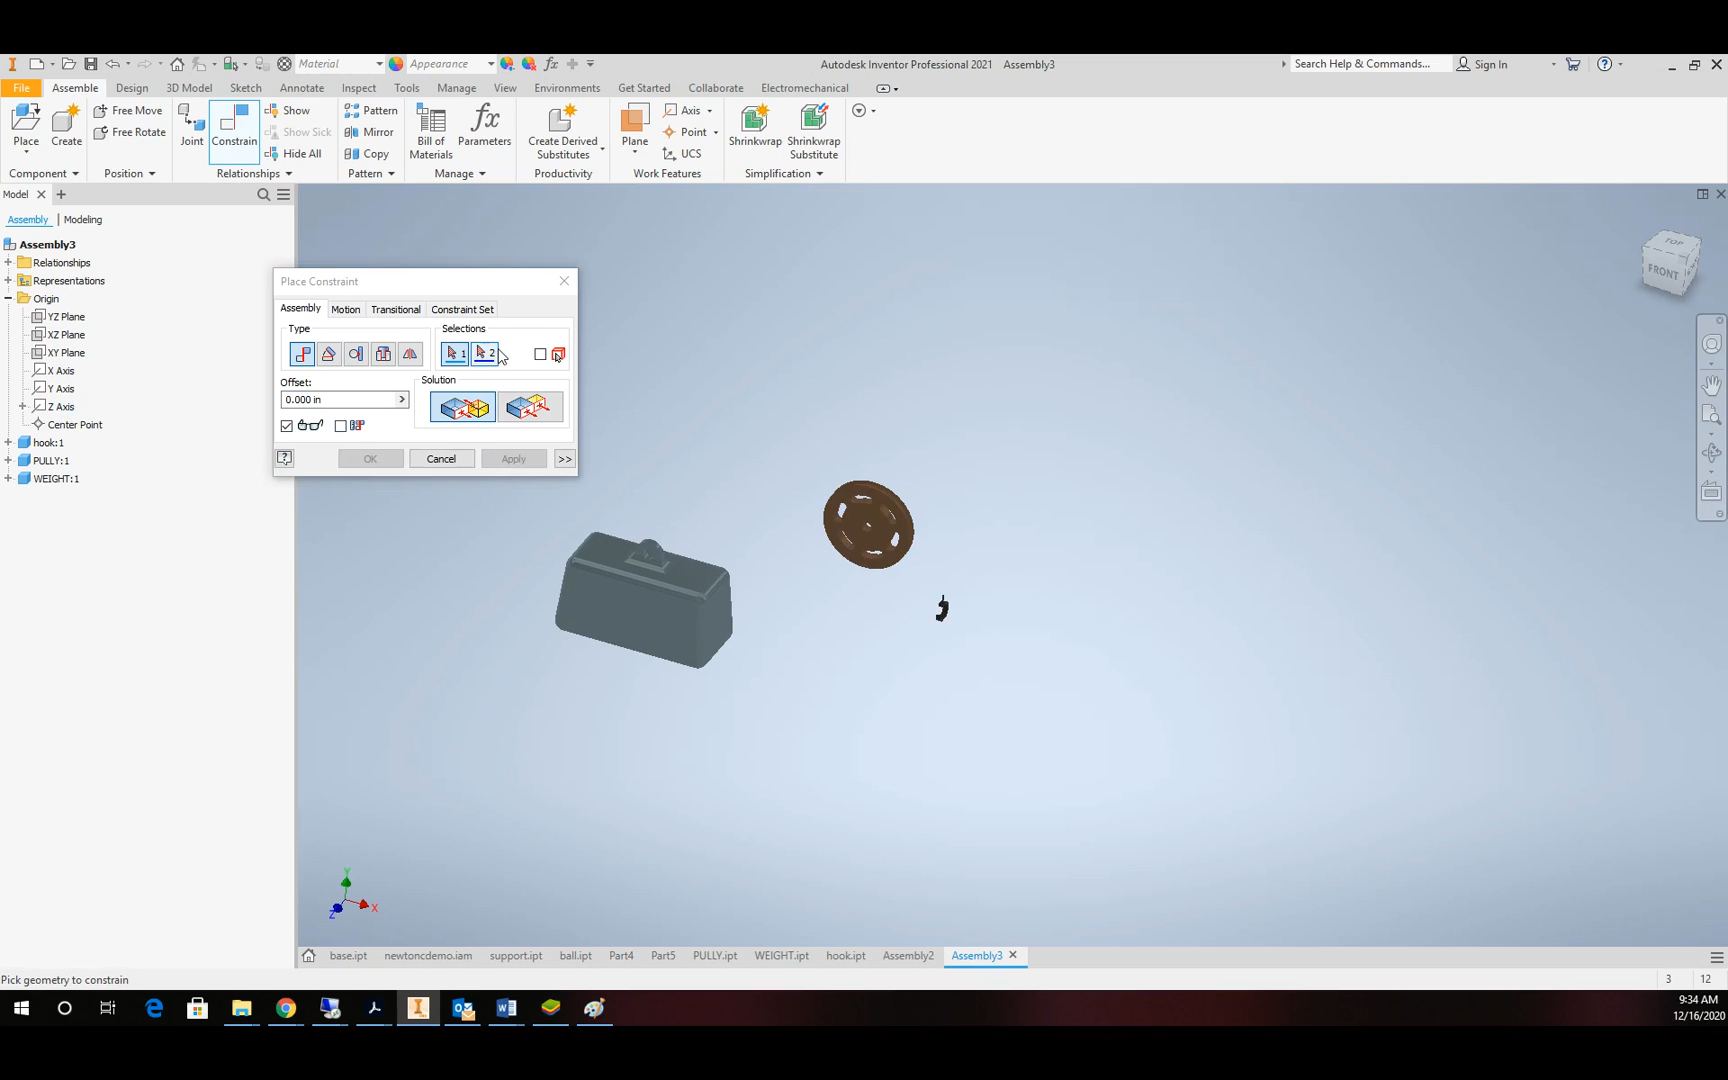 Material
Appearance
Autodesk Inventor Professional 2021 Assembly3
Search Help & Commands...
Sign In
File Assemble Design 3D Model Sketch Annotate Inspect Tools Manage View Environments Get Started Collaborate Electromechanical
Place
Create
Free Move
Free Rotate
Joint
Constrain
Show
Show Sick
Hide All
Pattern
Mirror
Copy
Bill of
Materials
Parameters
Create Derived
Substitutes
Plane
Axis
Point
UCS
Shrinkwrap
Shrinkwrap
Substitute
Component Position Relationships Pattern Manage Productivity Work Features Simplification
Model
Assembly | Modeling
Assembly3
Relationships
Representations
Origin
YZ Plane
XZ Plane
XY Plane
X Axis
Y Axis
Z Axis
Center Point
hook:1
PULLY:1
WEIGHT:1
Place Constraint
Assembly Motion Transitional Constraint Set
Type
Selections
1
2
Offset:
Solution
0.000 in
OK Cancel Apply >>
TOP
FRONT
Y
X
Z
base.ipt newtoncdemo.iam support.ipt ball.ipt Part4 Part5 PULLY.ipt WEIGHT.ipt hook.ipt Assembly2 Assembly3
Pick geometry to constrain
3 12
9:34 AM
12/16/2020